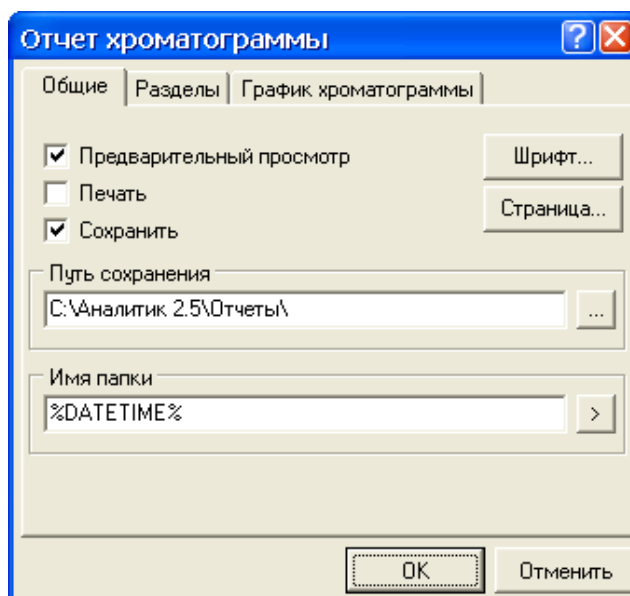 Отчет хроматограммы
Общие Разделы График хроматограммы
Предварительный просмотр
Шрифт...
Печать
Страница...
Сохранить
Путь сохранения
C:\Аналитик 2.5\Отчеты\
...
Имя папки
%DATETIME%
>
OK
Отменить